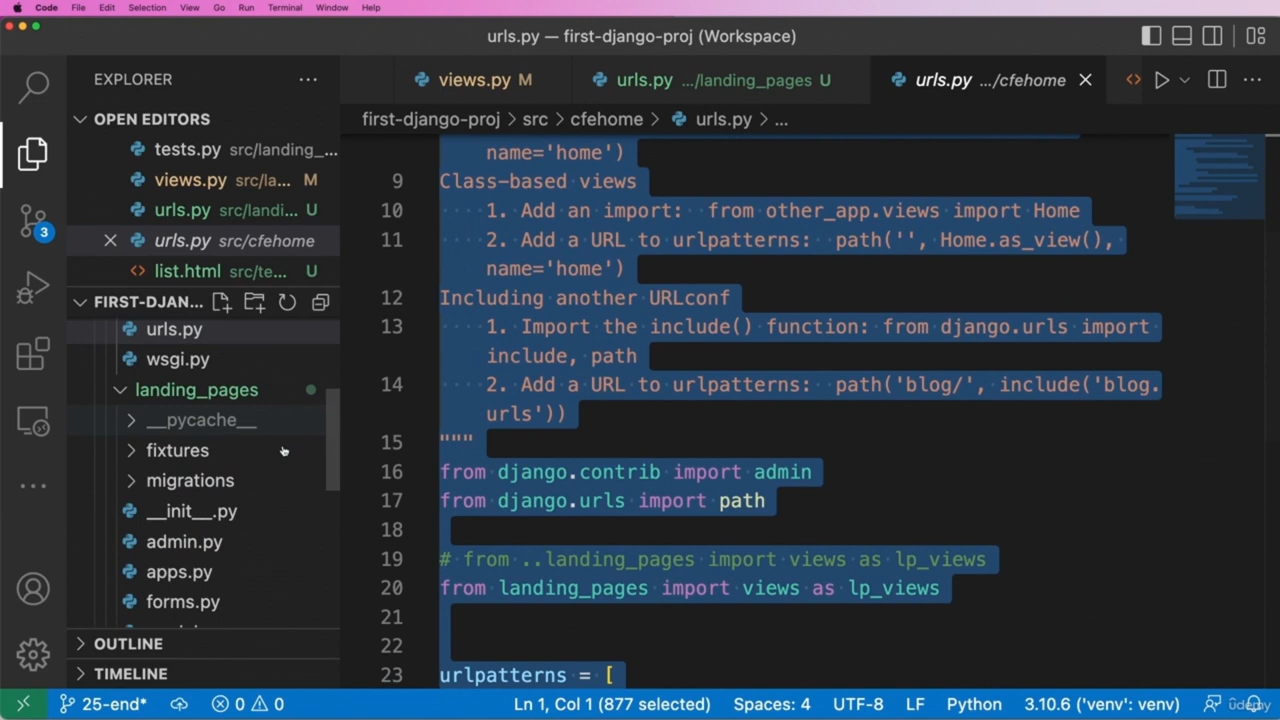 Code File Edit Selection View Go Run Terminal Window Help
urls.py — first-django-proj (Workspace)
EXPLORER
views.py M
urls.py .../landing_pages U
urls.py .../cfehome
first-django-proj > src > cfehome > urls.py > ...
OPEN EDITORS
tests.py src/landing_...
views.py src/la... M
urls.py src/landi... U
urls.py src/cfehome
list.html src/te... U
FIRST-DJAN...
urls.py
wsgi.py
landing_pages
__pycache__
fixtures
migrations
__init__.py
admin.py
apps.py
forms.py
OUTLINE
TIMELINE
3
name='home')
9 Class-based views
10 1. Add an import: from other_app.views import Home
11 2. Add a URL to urlpatterns: path('', Home.as_view(),
name='home')
12 Including another URLconf
13 1. Import the include() function: from django.urls import
include, path
14 2. Add a URL to urlpatterns: path('blog/', include('blog.
urls'))
15 """
16 from django.contrib import admin
17 from django.urls import path
18
19 # from ..landing_pages import views as lp_views
20 from landing_pages import views as lp_views
21
22
23 urlpatterns = [
25-end* 0 0 Ln 1, Col 1 (877 selected) Spaces: 4 UTF-8 LF Python 3.10.6 ('venv': venv)
udemy